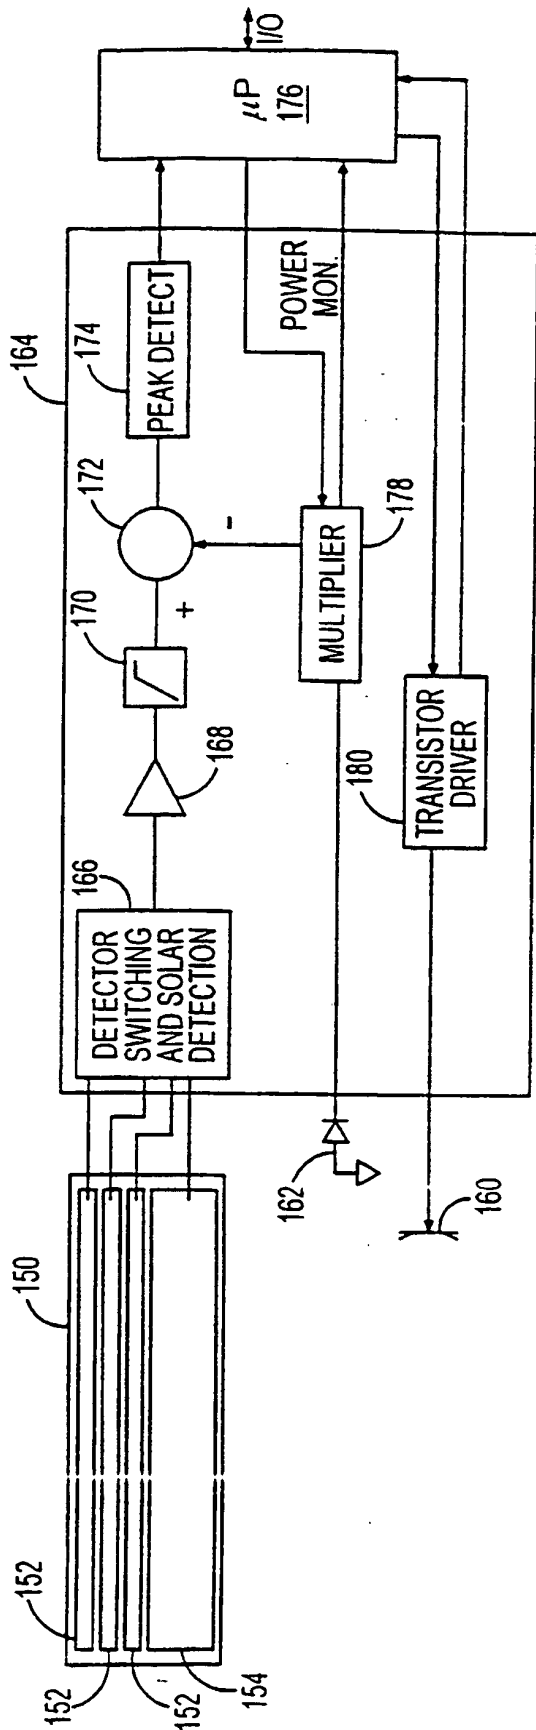 150
152
152
152
154
164
166
DETECTOR
SWITCHING
AND SOLAR
DETECTION
168
170
+
172
-
174
PEAK DETECT
µP
176
I/O
POWER
MON.
MULTIPLIER
178
162
180
TRANSISTOR
DRIVER
160